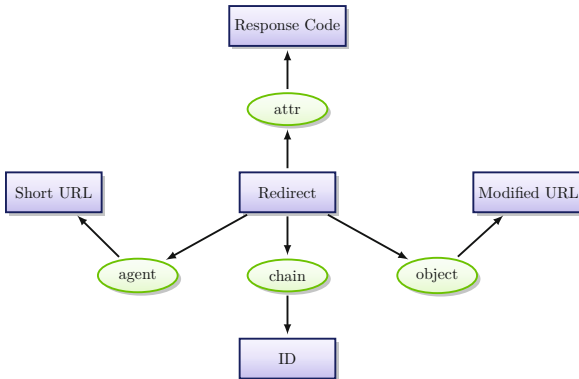 Response Code
attr
Short URL
Redirect
Modified URL
agent
chain
object
ID